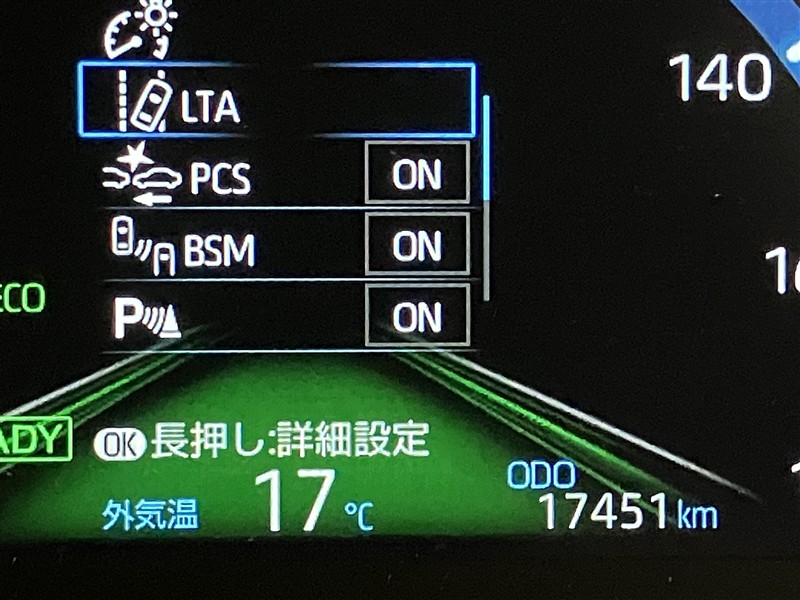 LTA
140
PCS ON
BSM ON
ECO
P ON
OK 長押し:詳細設定
外気温 17 ℃
ODO
17451 km